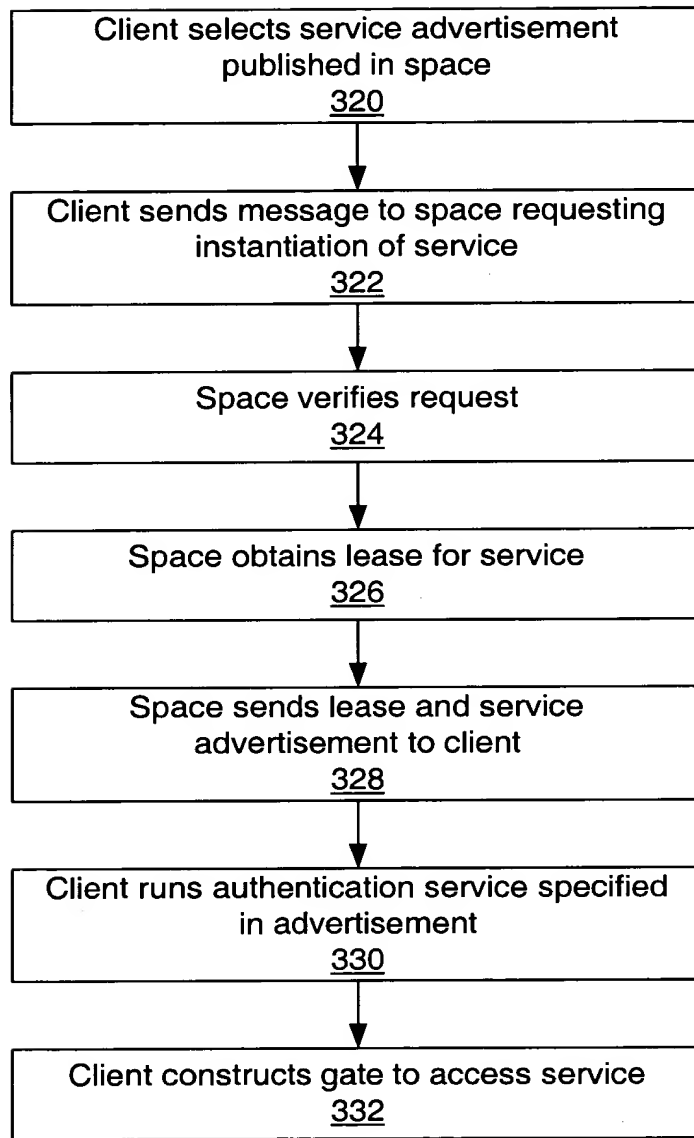 Client selects service advertisement
published in space
320
Client sends message to space requesting
instantiation of service
322
Space verifies request
324
Space obtains lease for service
326
Space sends lease and service
advertisement to client
328
Client runs authentication service specified
in advertisement
330
Client constructs gate to access service
332